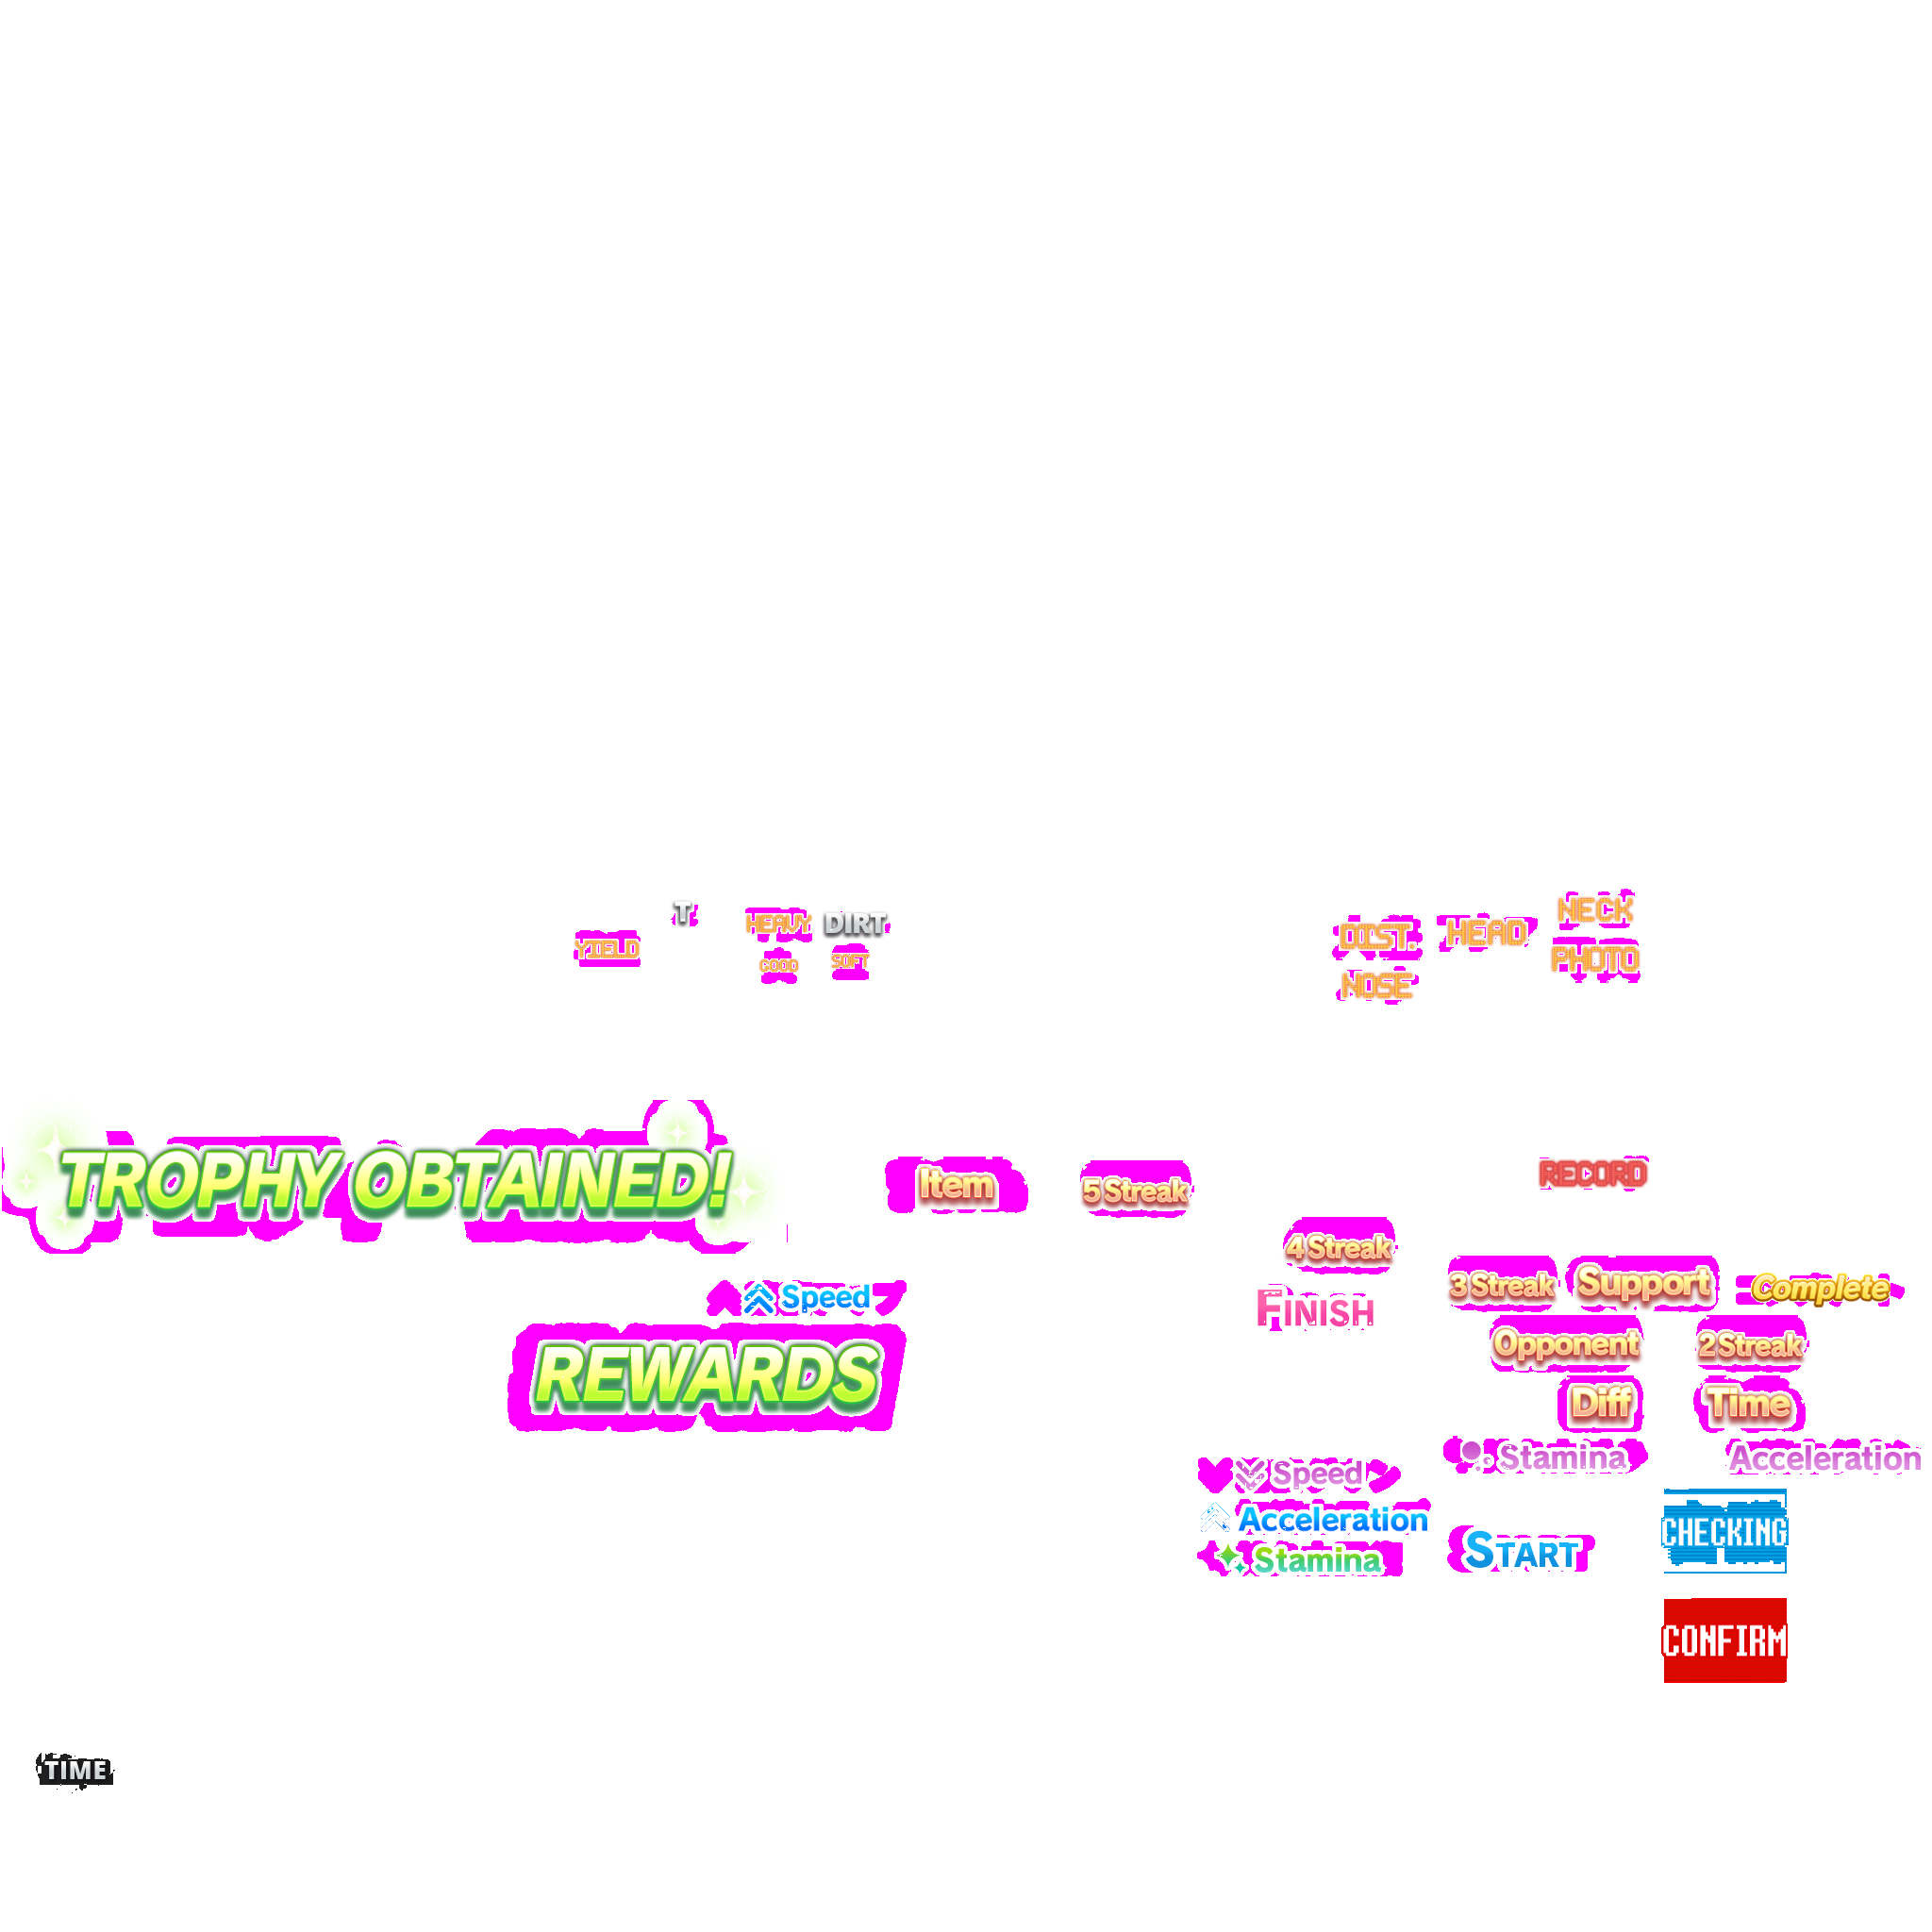 T
HEAVY
DIRT
YIELD
GOOD
SOFT
DIST.
HEAD
NECK
PHOTO
NOSE
TROPHY OBTAINED!
Item
5 Streak
RECORD
4 Streak
Speed
FINISH
3 Streak
Support
Complete
REWARDS
Opponent
2 Streak
Diff
Time
Speed
Stamina
Acceleration
Acceleration
START
CHECKING
Stamina
CONFIRM
TIME